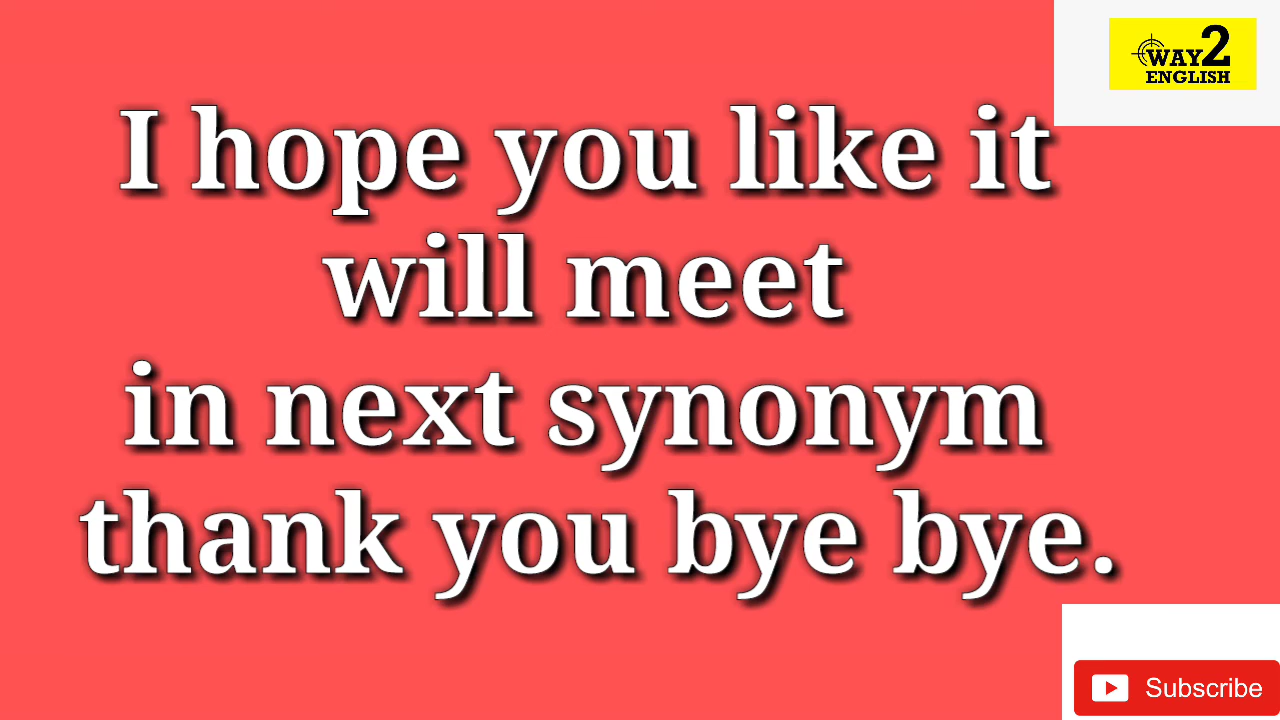 WAY2
ENGLISH
I hope you like it
will meet
in next synonym
thank you bye bye.
Subscribe